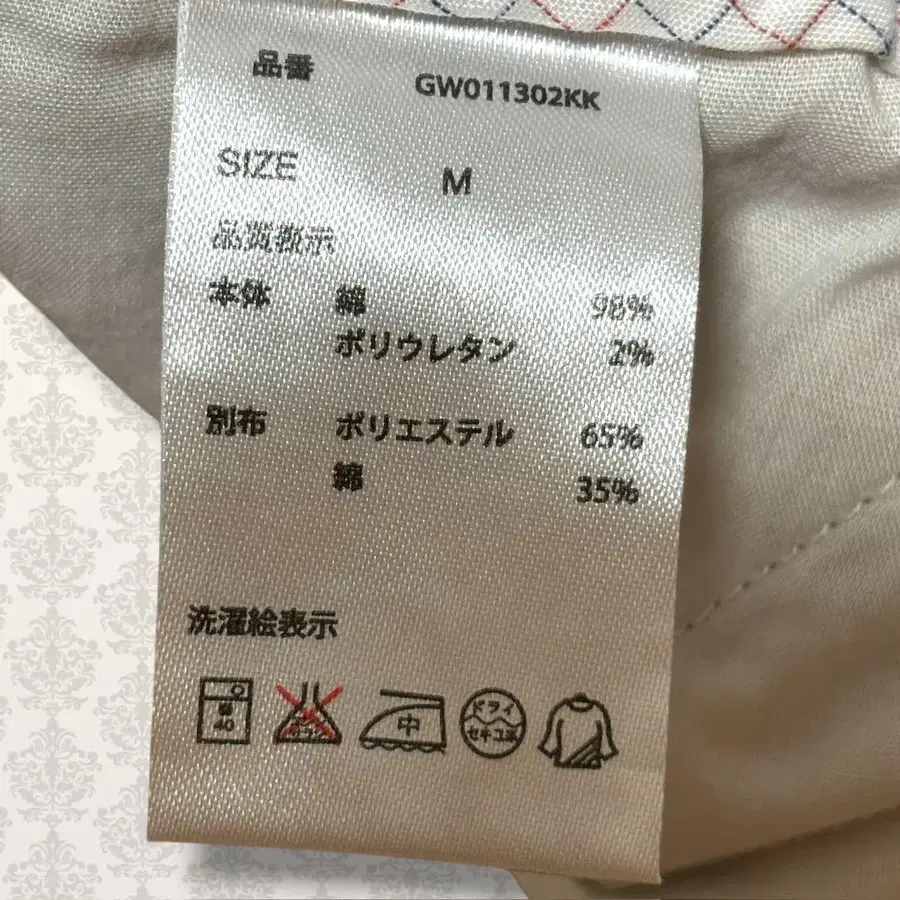 品番 GW011302KK
SIZE M
品質表示
本体 綿 98%
ポリウレタン 2%
別布 ポリエステル 65%
綿 35%
洗濯絵表示
40
中
ドライ
セキユ系